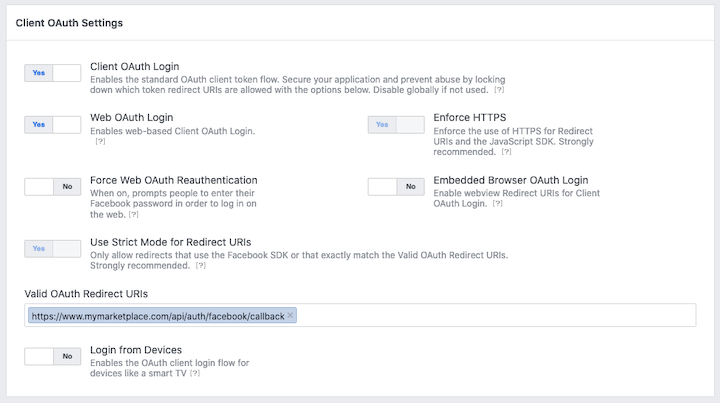 Client OAuth Settings
Yes
Client OAuth Login
Enables the standard OAuth client token flow. Secure your application and prevent abuse by locking
down which token redirect URIs are allowed with the options below. Disable globally if not used. [?]
Yes
Web OAuth Login
Enables web-based Client OAuth Login.
[?]
Yes
Enforce HTTPS
Enforce the use of HTTPS for Redirect
URIs and the JavaScript SDK. Strongly
recommended. [?]
No
Force Web OAuth Reauthentication
When on, prompts people to enter their
Facebook password in order to log in on
the web. [?]
No
Embedded Browser OAuth Login
Enable webview Redirect URIs for Client
OAuth Login. [?]
Yes
Use Strict Mode for Redirect URIs
Only allow redirects that use the Facebook SDK or that exactly match the Valid OAuth Redirect URIs.
Strongly recommended. [?]
Valid OAuth Redirect URIs
https://www.mymarketplace.com/api/auth/facebook/callback ×
No
Login from Devices
Enables the OAuth client login flow for
devices like a smart TV [?]